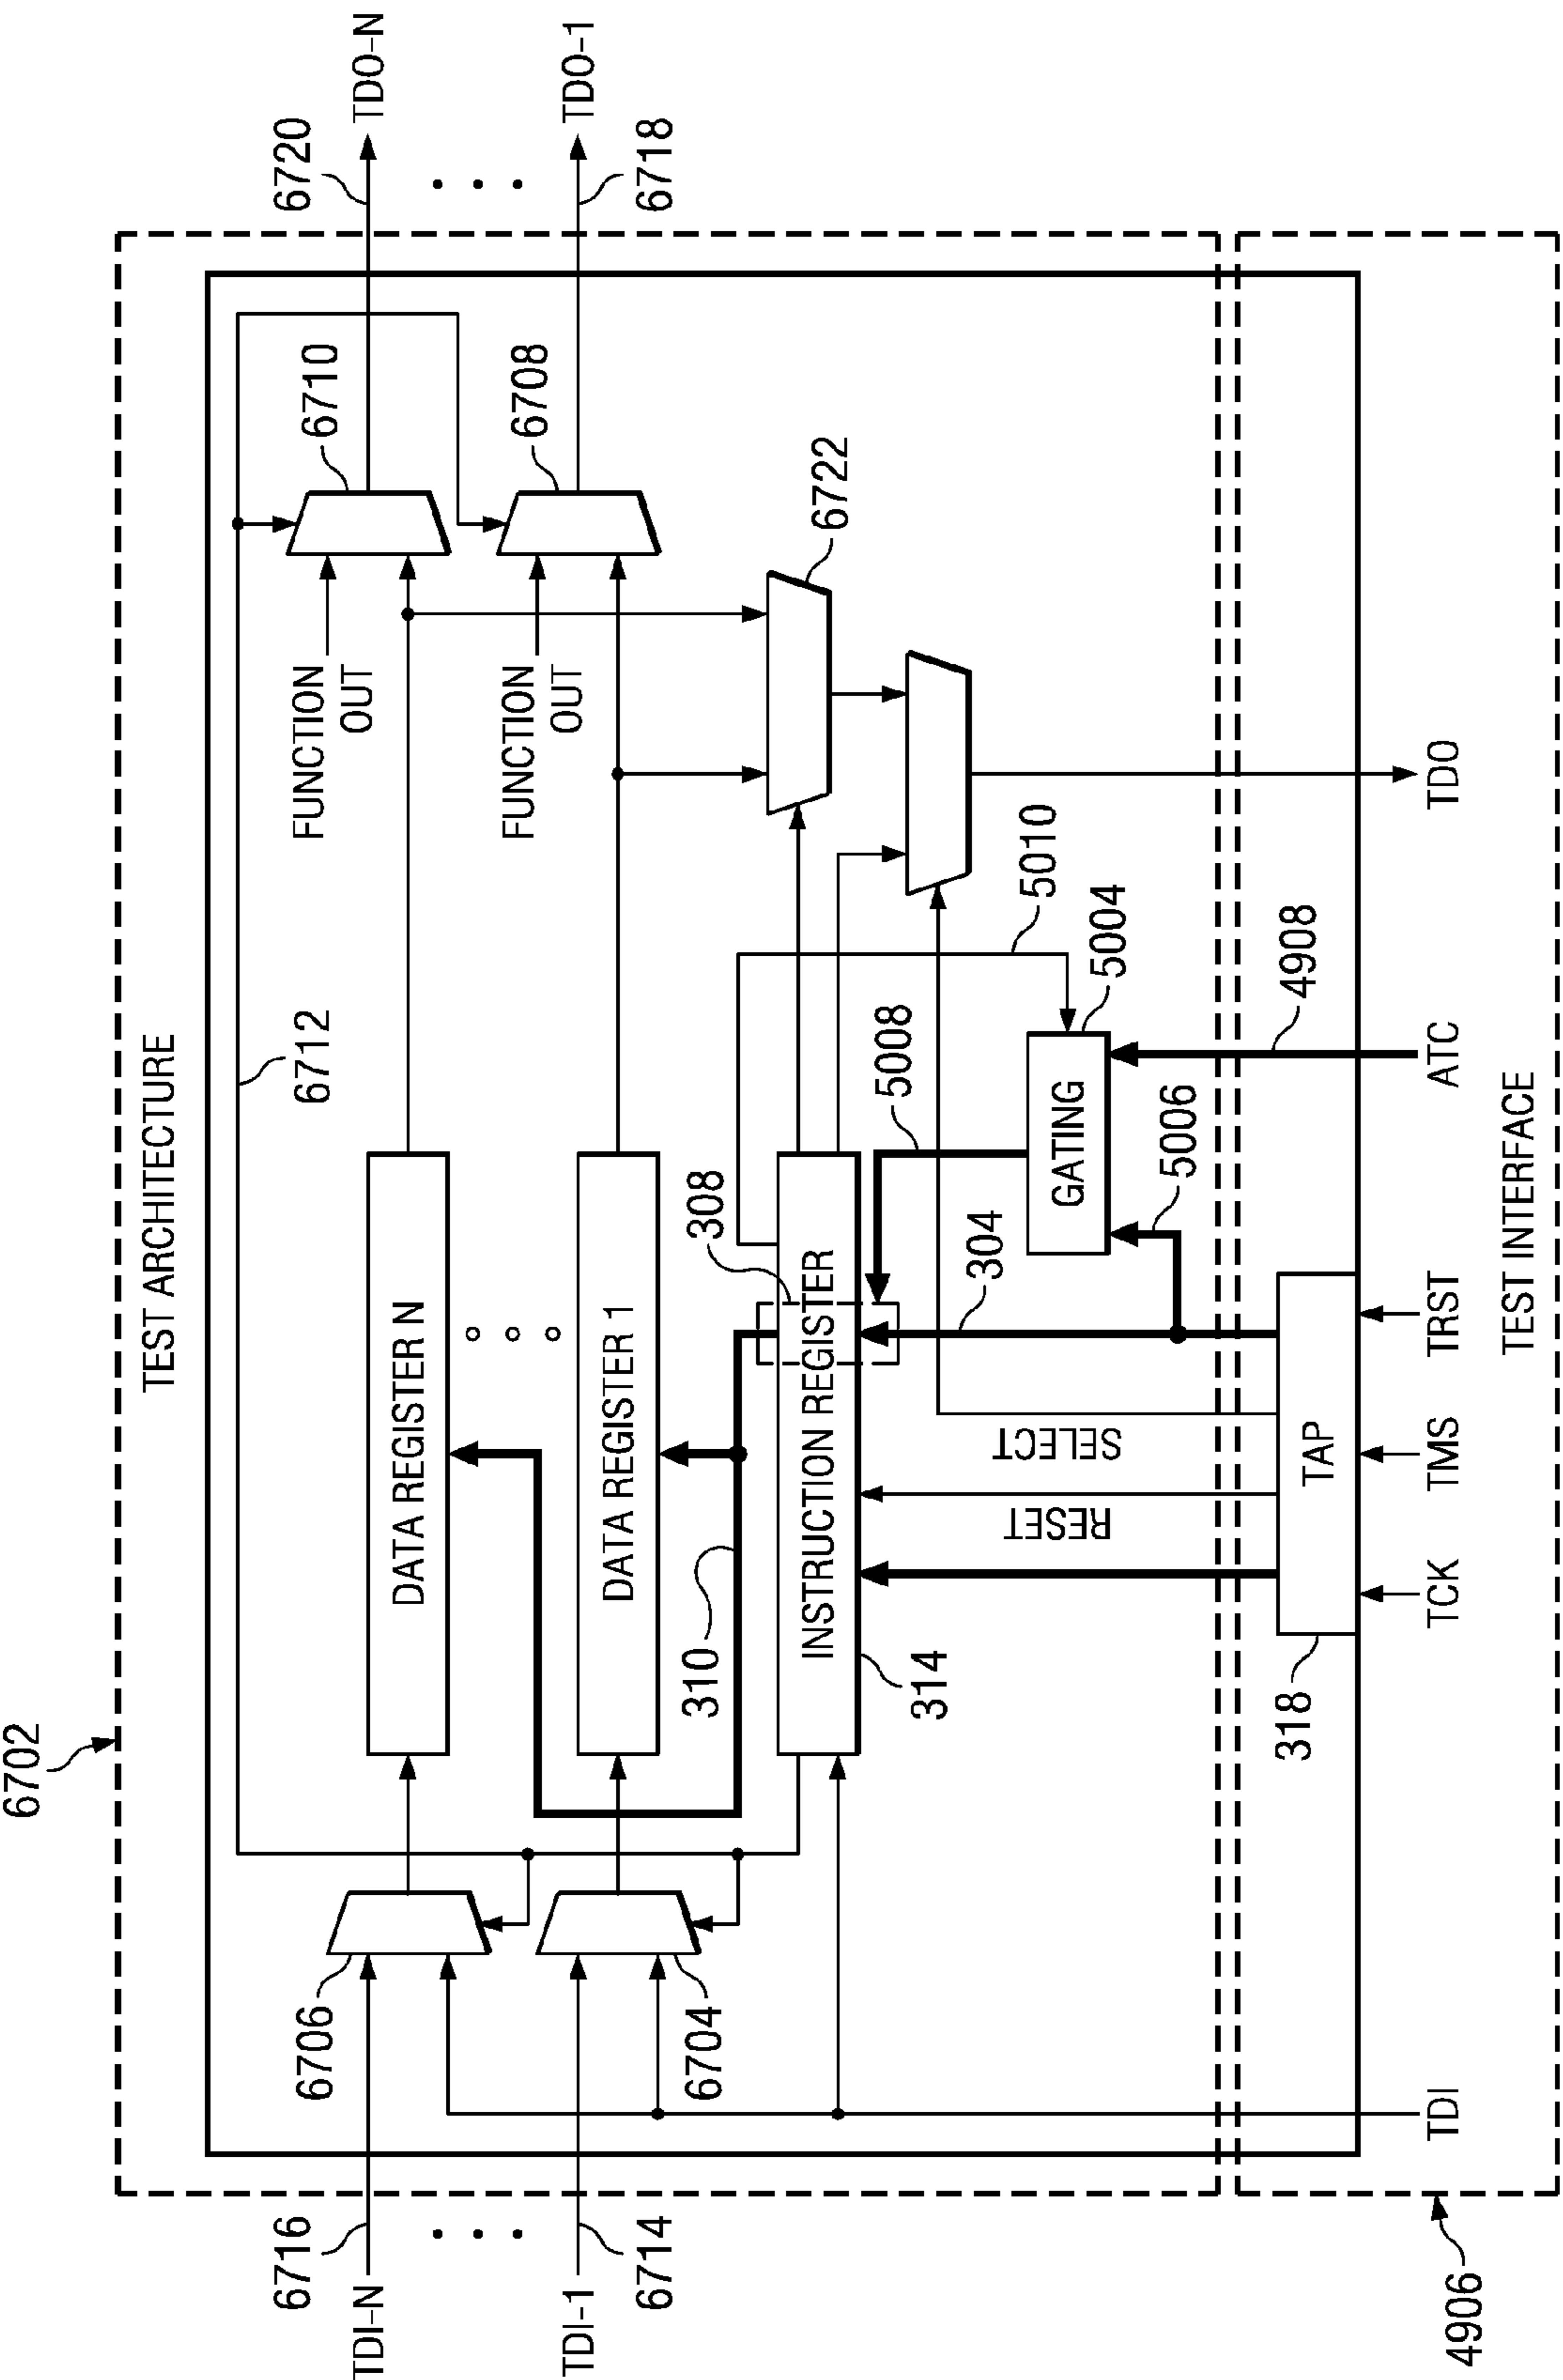 6702
TEST ARCHITECTURE
6712
6716
TDI-N
6706
DATA REGISTER N
FUNCTION
OUT
6710
6720
TDO-N
6714
TDI-1
6704
DATA REGISTER 1
FUNCTION
OUT
6708
6718
TDO-1
310
308
INSTRUCTION REGISTER
314
6722
5008
5010
RESET
SELECT
304
GATING
5004
5006
4908
318
TAP
TDI
TCK
TMS
TRST
ATC
TDO
TEST INTERFACE
4906